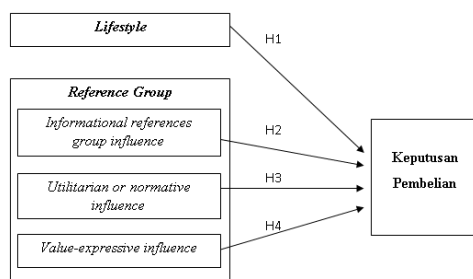 Lifestyle
H1
Reference Group
Informational references
group influence
H2
Utilitarian or normative
influence
H3
Value-expressive influence
H4
Keputusan
Pembelian